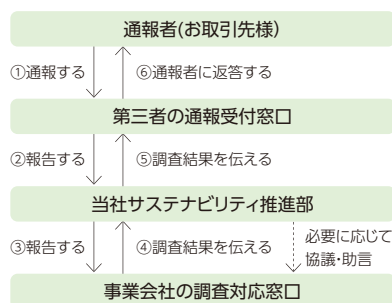 通報者(お取引先様)
①通報する
⑥通報者に返答する
第三者の通報受付窓口
②報告する
⑤調査結果を伝える
当社サステナビリティ推進部
③報告する
④調査結果を伝える
必要に応じて
協議・助言
事業会社の調査対応窓口